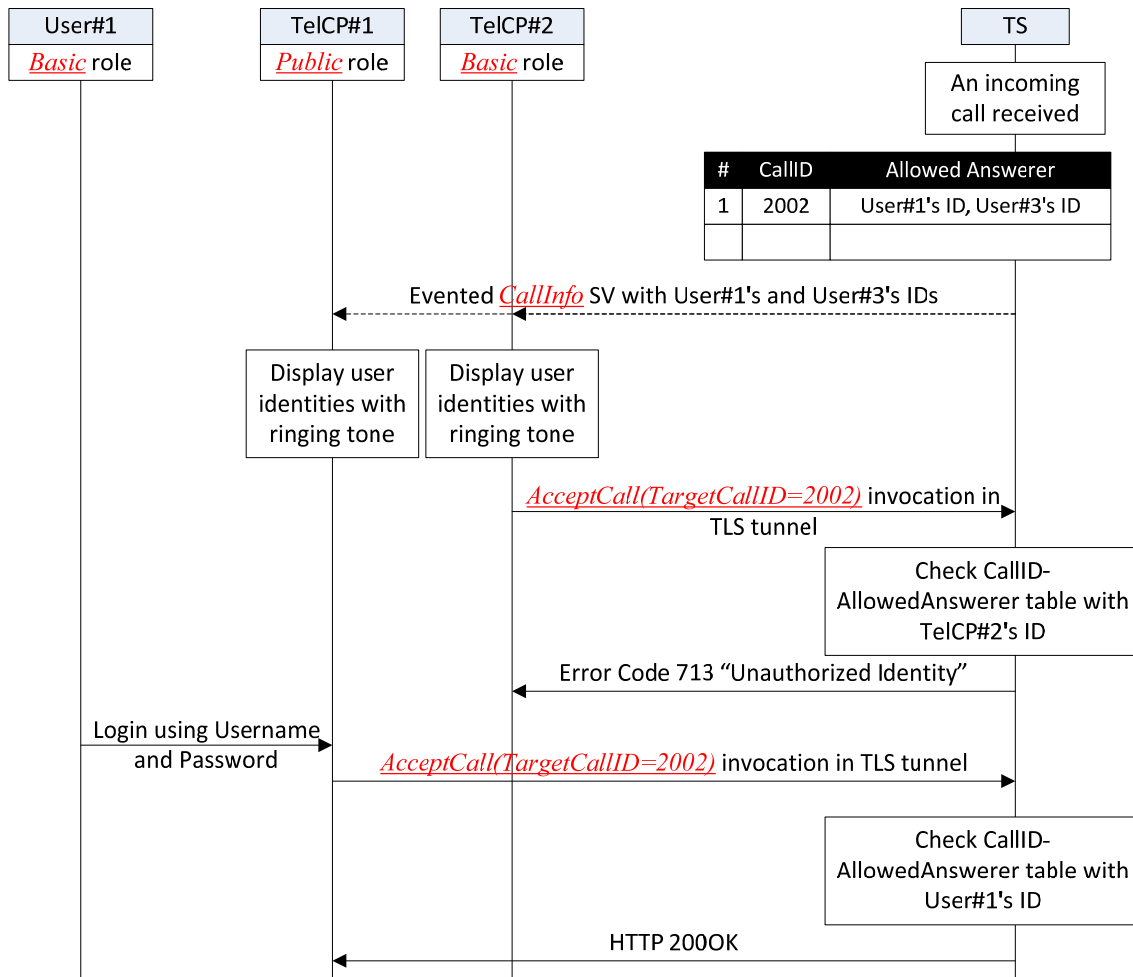 User#1
TelCP#1
TelCP#2
TS
Basic role
Public role
Basic role
An incoming
call received
# CallID Allowed Answerer
1 2002 User#1's ID, User#3's ID
Evented CallInfo SV with User#1's and User#3's IDs
Display user
identities with
ringing tone
Display user
identities with
ringing tone
AcceptCall(TargetCallID=2002) invocation in
TLS tunnel
Check CallID-
AllowedAnswerer table with
TelCP#2's ID
Error Code 713 “Unauthorized Identity”
Login using Username
and Password
AcceptCall(TargetCallID=2002) invocation in TLS tunnel
Check CallID-
AllowedAnswerer table with
User#1's ID
HTTP 200OK